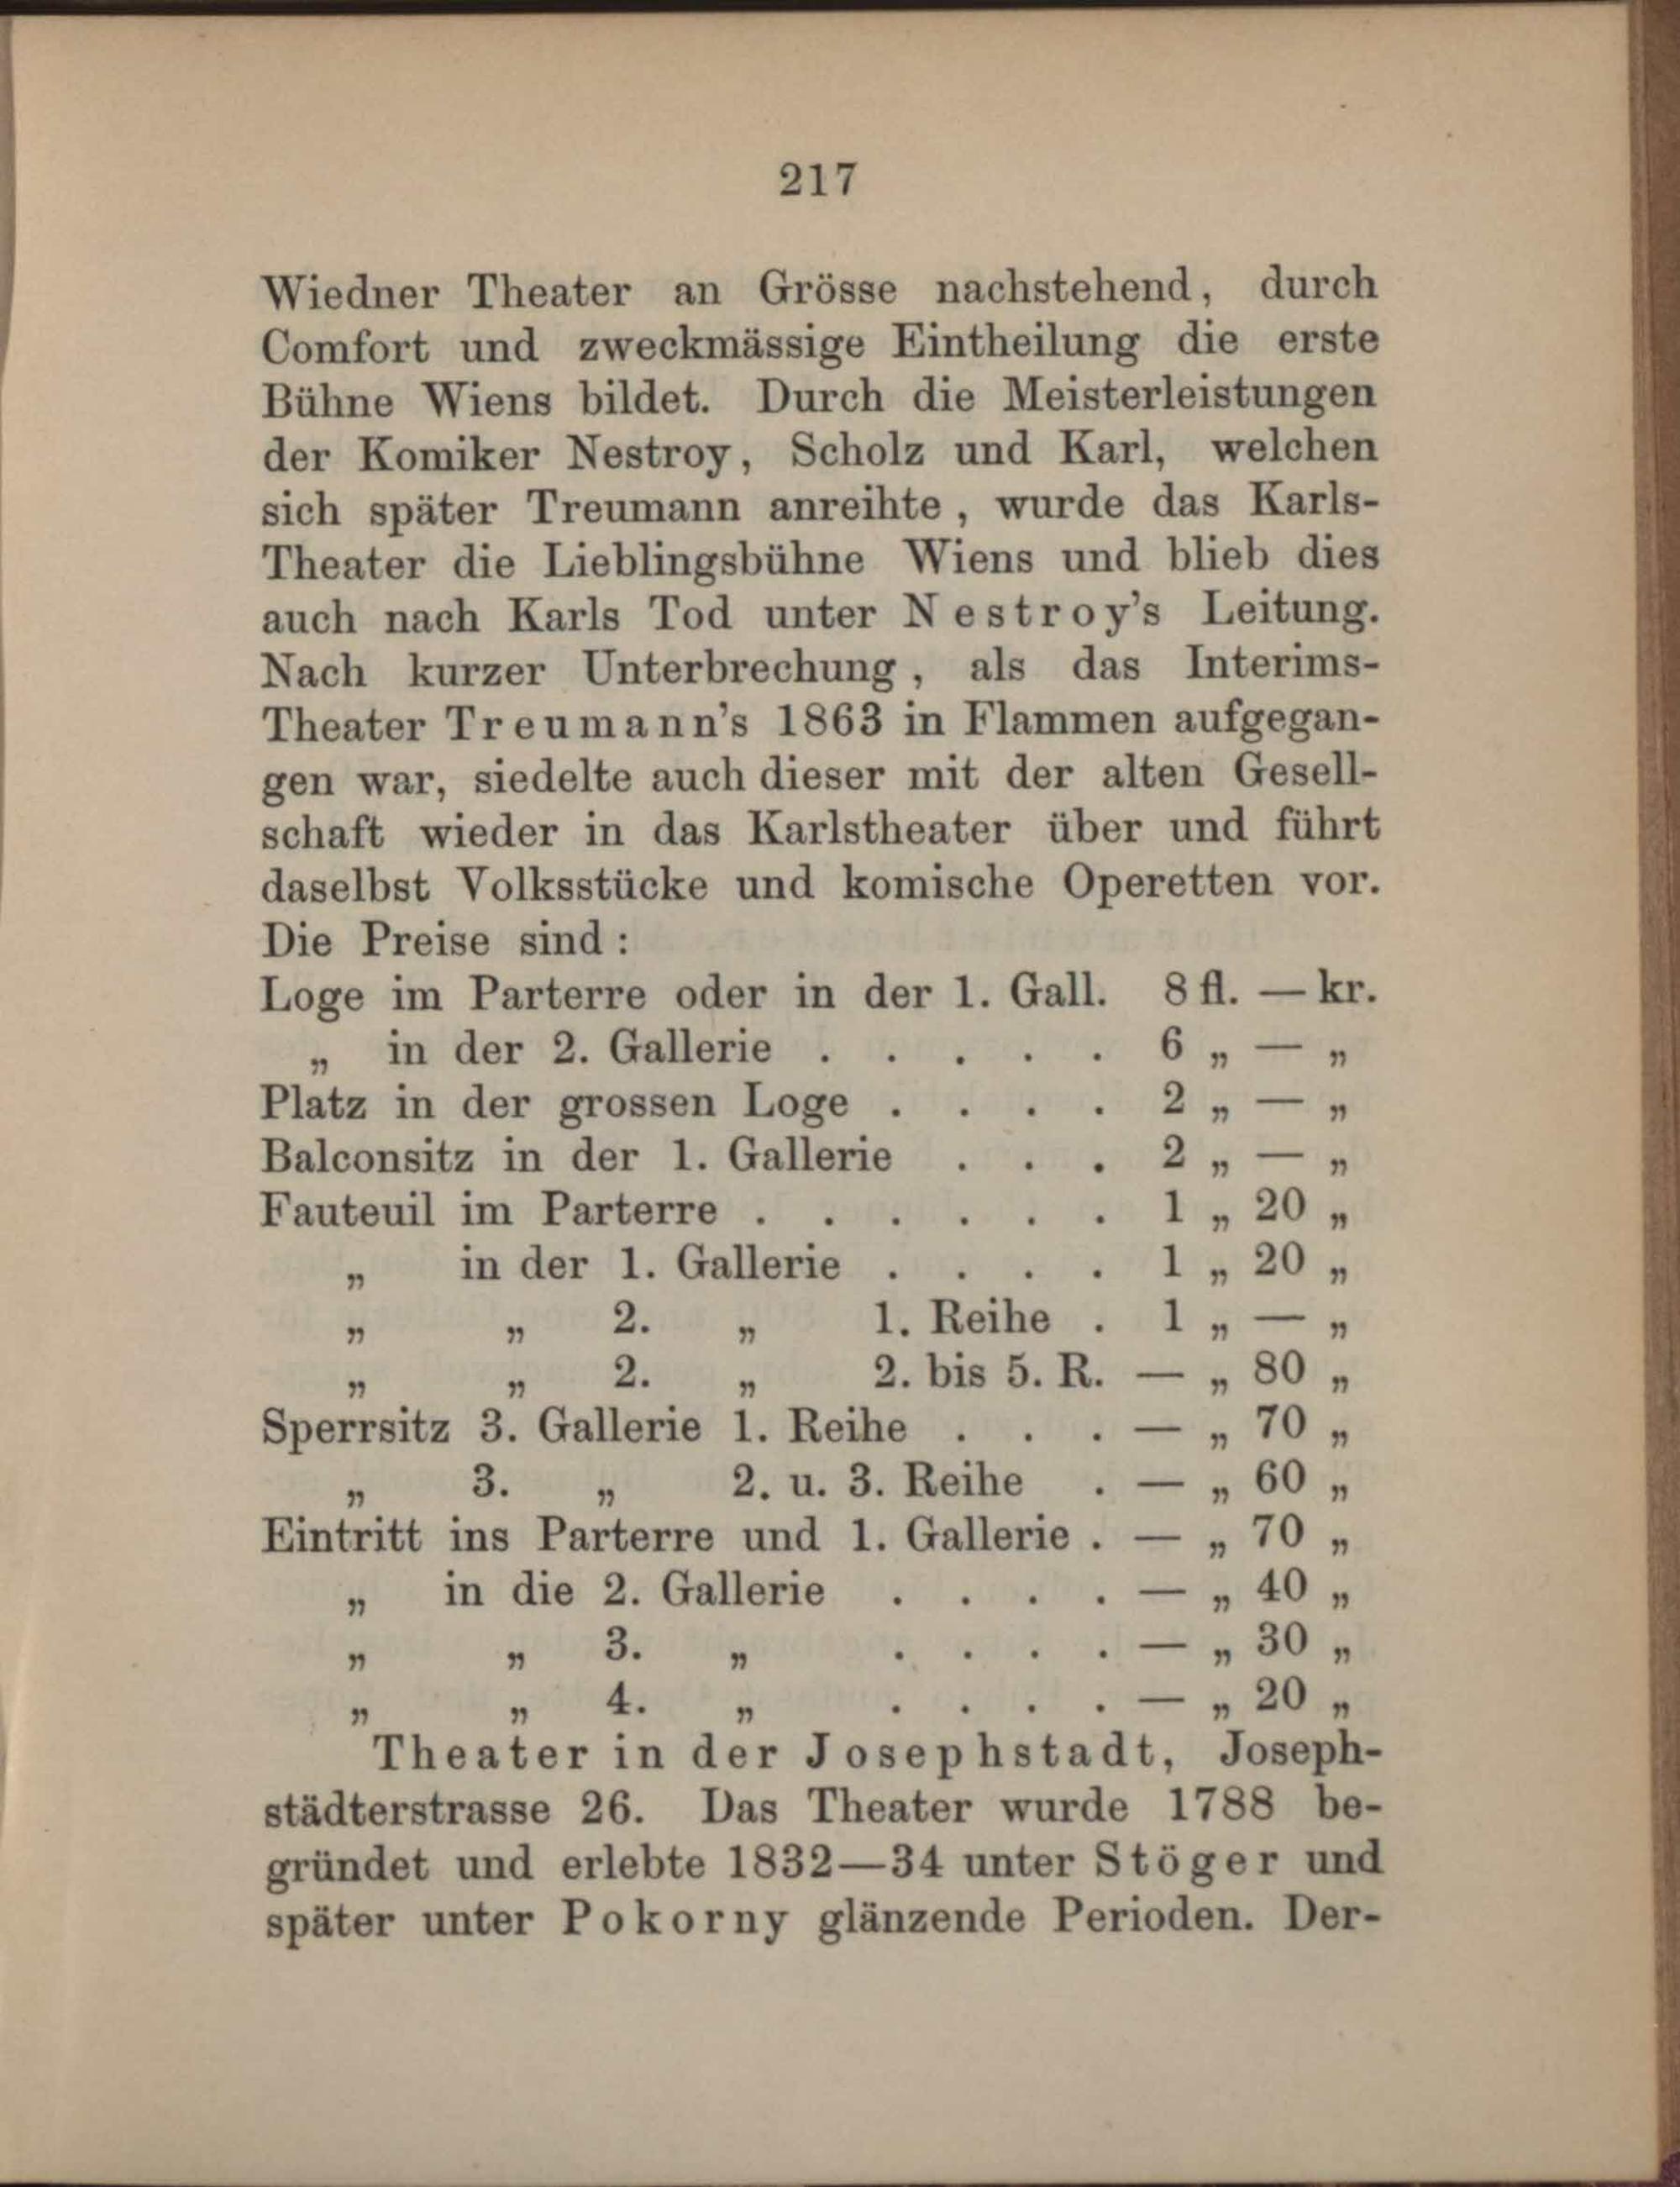 217
Wiedner Theater an Grösse nachstehend, durch
Comfort und zweckmässige Eintheilung die erste
Bühne Wiens bildet. Durch die Meisterleistungen
der Komiker Nestroy, Scholz und Karl, welchen
sich später Treumann anreihte, wurde das Karls-
Theater die Lieblingsbühne Wiens und blieb dies
auch nach Karls Tod unter Nestroy's Leitung.
Nach kurzer Unterbrechung, als das Interims-
Theater Treumann's 1863 in Flammen aufgegan-
gen war, siedelte auch dieser mit der alten Gesell-
schaft wieder in das Karlstheater über und führt
daselbst Volksstücke und komische Operetten vor.
Die Preise sind:
Loge im Parterre oder in der 1. Gall. 8 fl. — kr.
„ in der 2. Gallerie . . . . . 6 „ — „
Platz in der grossen Loge . . . . 2 „ — „
Balconsitz in der 1. Gallerie . . . 2 „ — „
Fauteuil im Parterre . . . . . . 1 „ 20 „
„ in der 1. Gallerie . . . . 1 „ 20 „
„ „ 2. „ 1. Reihe . 1 „ — „
„ „ 2. „ 2. bis 5. R. — „ 80 „
Sperrsitz 3. Gallerie 1. Reihe . . . — „ 70 „
„ 3. „ 2. u. 3. Reihe . — „ 60 „
Eintritt ins Parterre und 1. Gallerie . — „ 70 „
„ in die 2. Gallerie . . . . — „ 40 „
„ „ 3. „ . . . . — „ 30 „
„ „ 4. „ . . . . — „ 20 „
Theater in der Josephstadt, Joseph-
städterstrasse 26. Das Theater wurde 1788 be-
gründet und erlebte 1832—34 unter Stöger und
später unter Pokorny glänzende Perioden. Der-